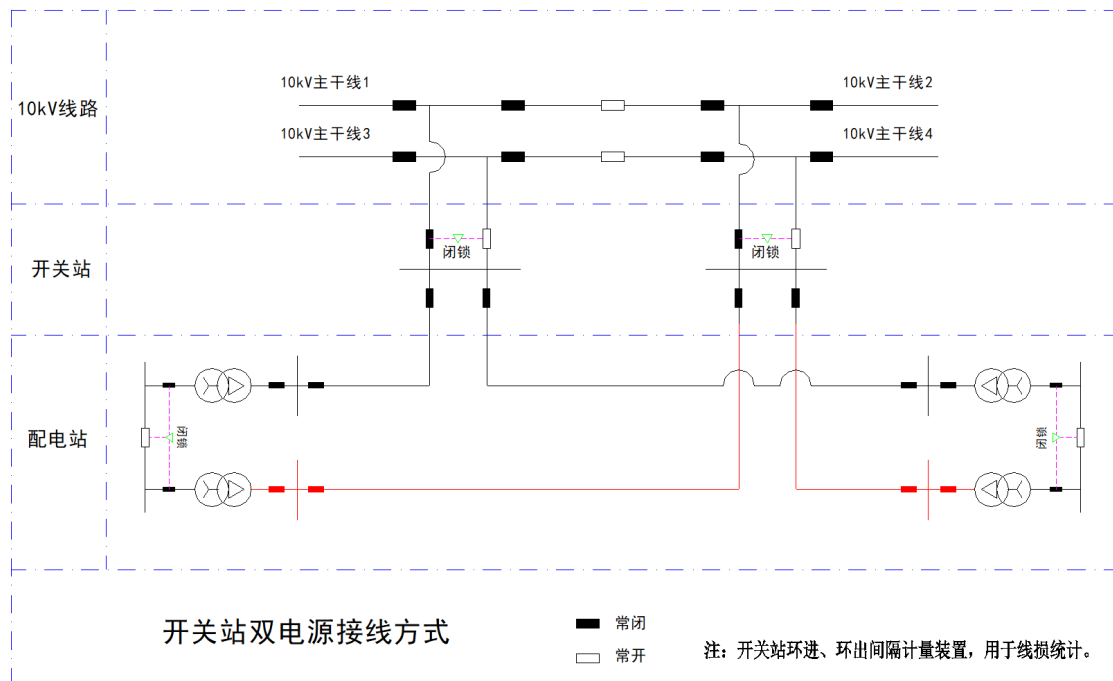 10kV主干线1
10kV主干线2
10kV线路
10kV主干线3
10kV主干线4
闭锁
闭锁
开关站
配电站
闭锁
闭锁
开关站双电源接线方式
常闭
常开
注：开关站环进、环出间隔计量装置，用于线损统计。